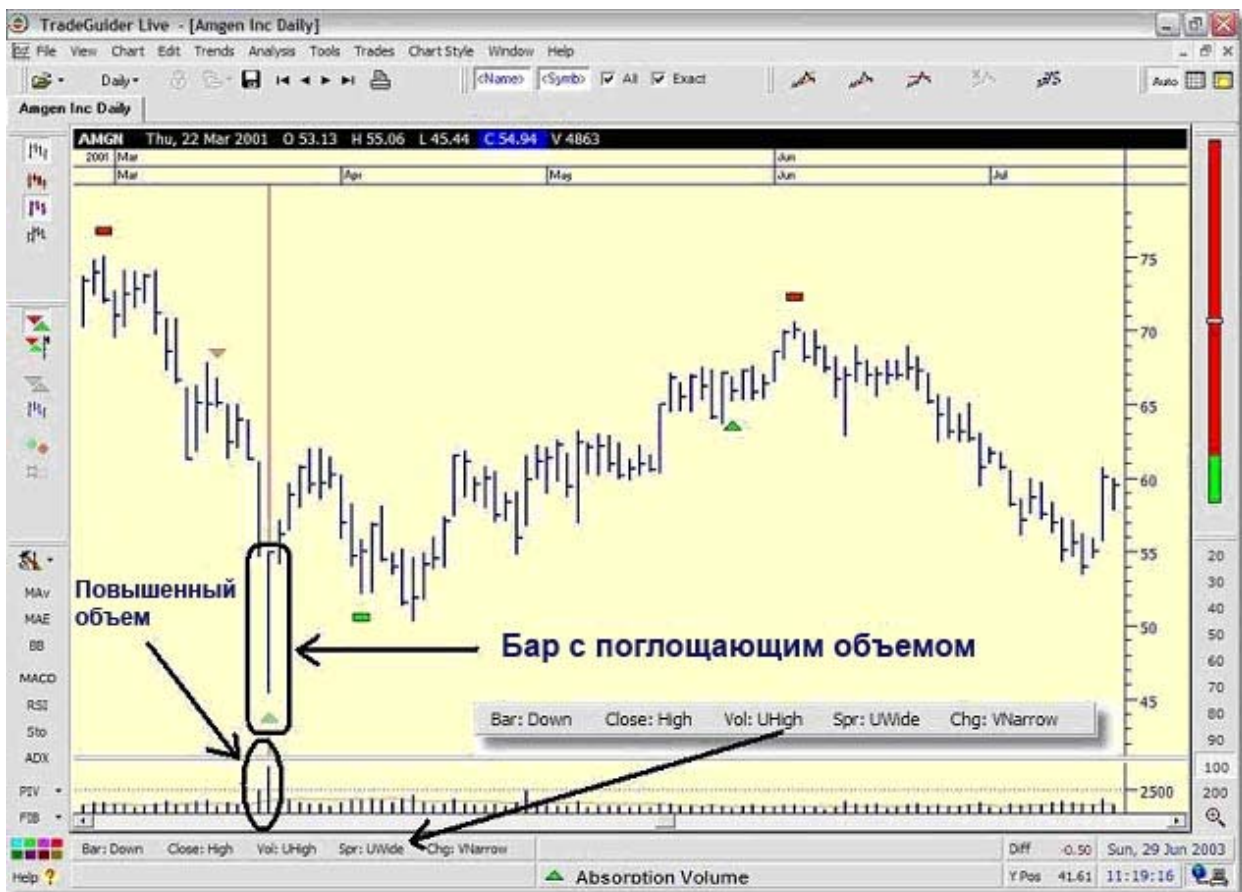 TradeGuider Live - [Amgen Inc Daily]
File View Chart Edit Trends Analysis Tools Trades Chart Style Window Help
Daily <Name> <Symb> All Exact Auto
Amgen Inc Daily
AMGN Thu, 22 Mar 2001 O 53.13 H 55.06 L 45.44 C 54.94 V 4863
2001 Mar Jun
Mar Apr May Jun Jul
75
70
65
60
55
50
45
2500
Повышенный
объем
Бар с поглощающим объемом
Bar: Down Close: High Vol: UHigh Spr: UWide Chg: VNarrow
MAv
MAE
BB
MACD
RSI
Sto
ADX
PIV
FIB
20
30
40
50
60
70
80
90
100
200
Bar: Down Close: High Vol: UHigh Spr: UWide Chg: VNarrow
Diff -0.50 Sun, 29 Jun 2003
Help ? Absorption Volume Y Pos 41.61 11:19:16